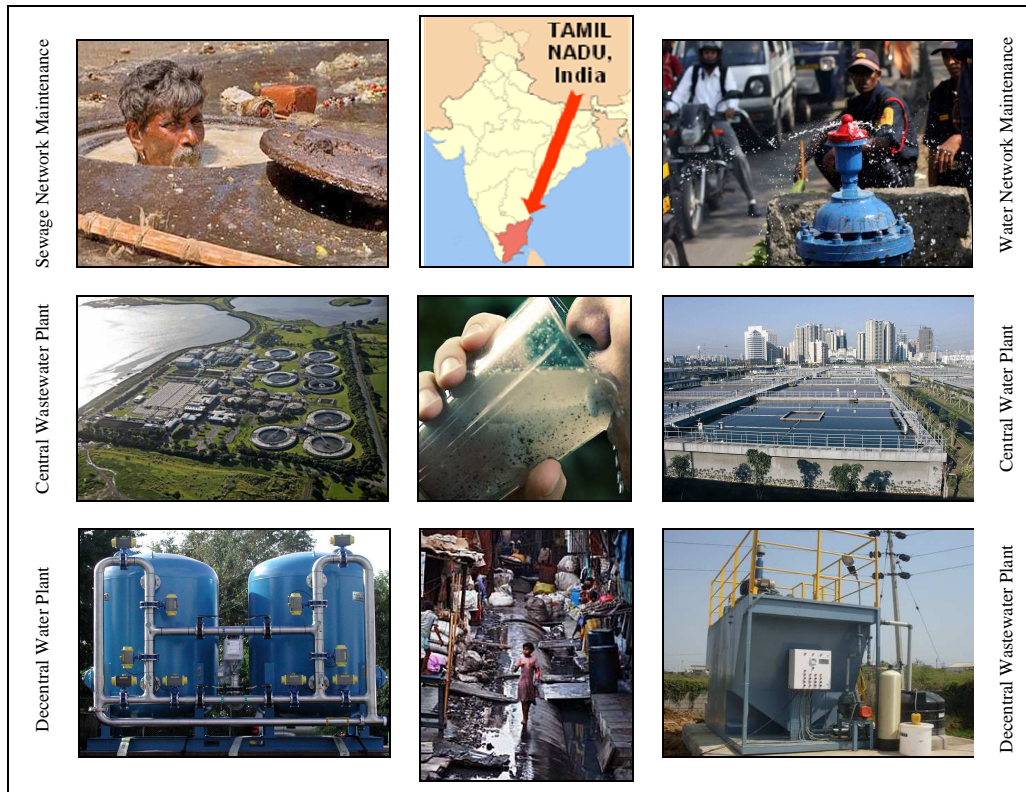 Sewage Network Maintenance
TAMIL
NADU,
India
Water Network Maintenance
Central Wastewater Plant
Central Water Plant
Decentral Water Plant
Decentral Wastewater Plant